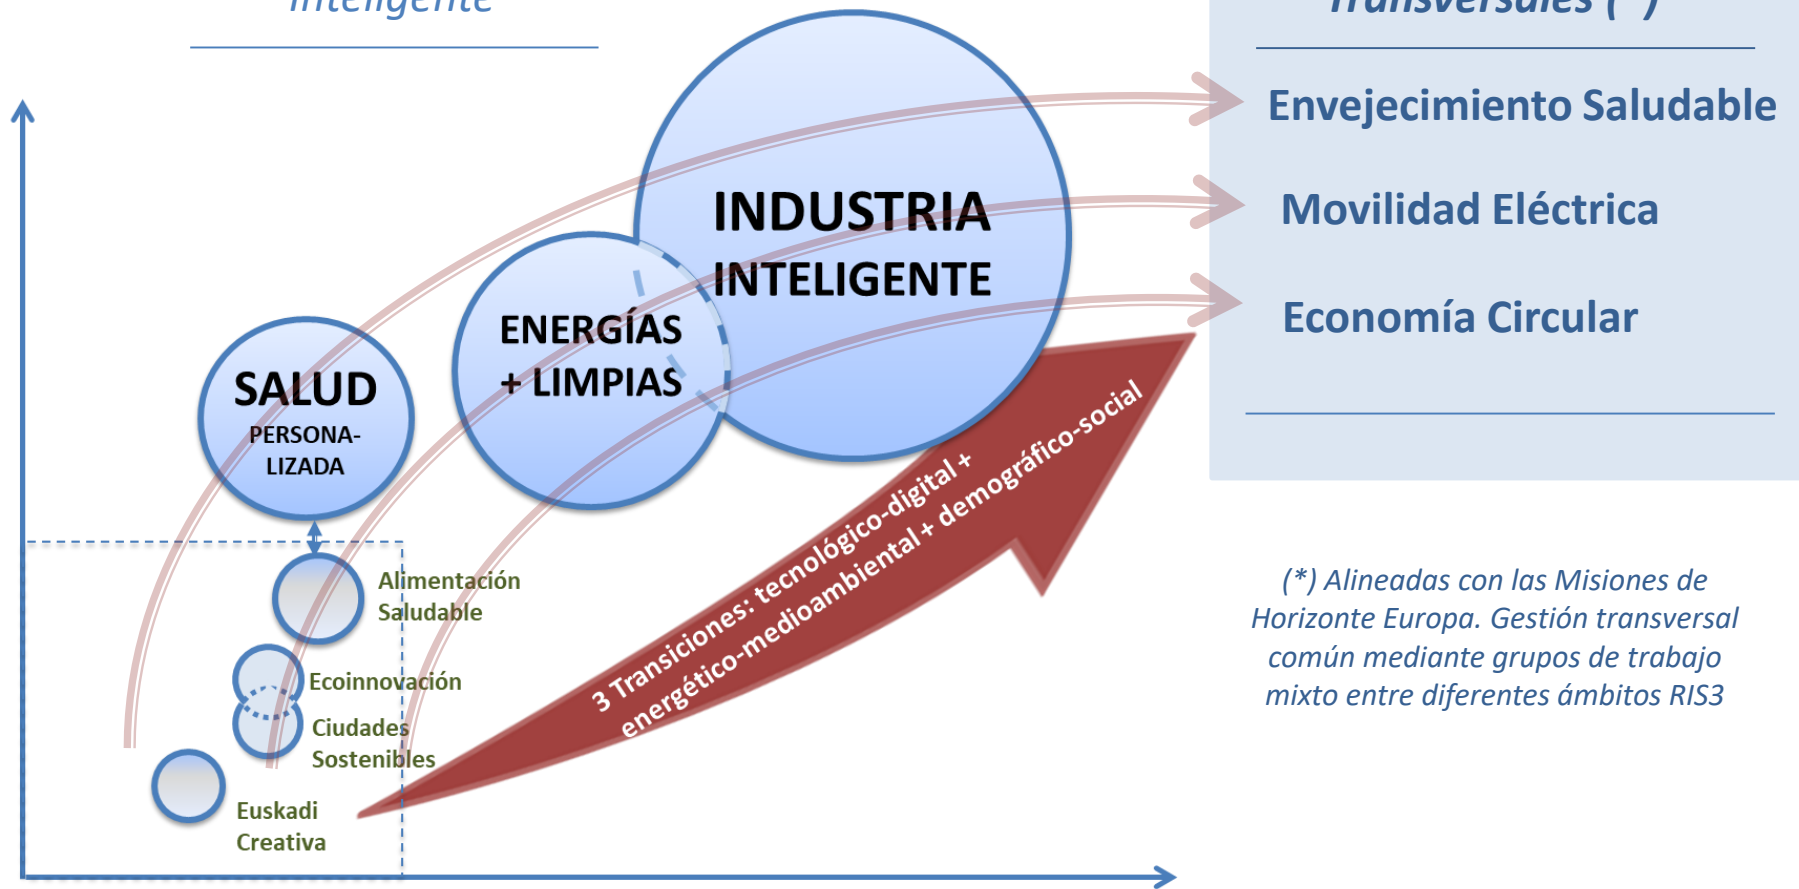 Inteligente
Transversales (*)
Envejecimiento Saludable
Movilidad Eléctrica
Economía Circular
INDUSTRIA
INTELIGENTE
ENERGÍAS
+ LIMPIAS
SALUD
PERSONA-
LIZADA
Alimentación
Saludable
Ecoinnovación
Ciudades
Sostenibles
Euskadi
Creativa
3 Transiciones: tecnológico-digital +
energético-medioambiental + demográfico-social
(*) Alineadas con las Misiones de
Horizonte Europa. Gestión transversal
común mediante grupos de trabajo
mixto entre diferentes ámbitos RIS3